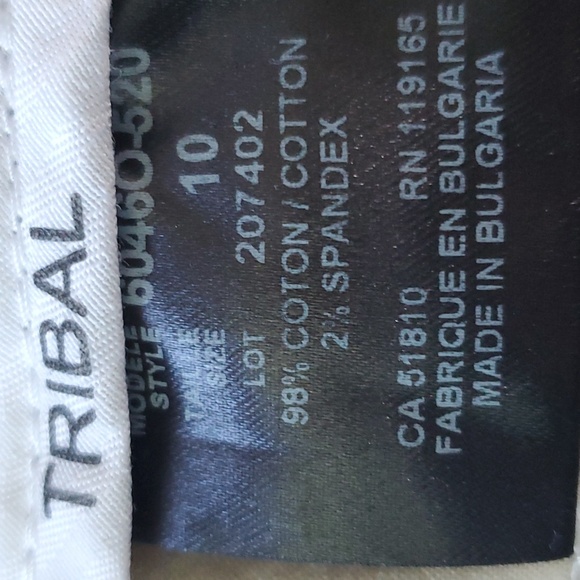 TRIBAL
MODELE
STYLE 6046O-520
TAILLE
SIZE 10
LOT 207402
98% COTON / COTTON
2% SPANDEX
CA 51810 RN 119165
FABRIQUE EN BULGARIE
MADE IN BULGARIA